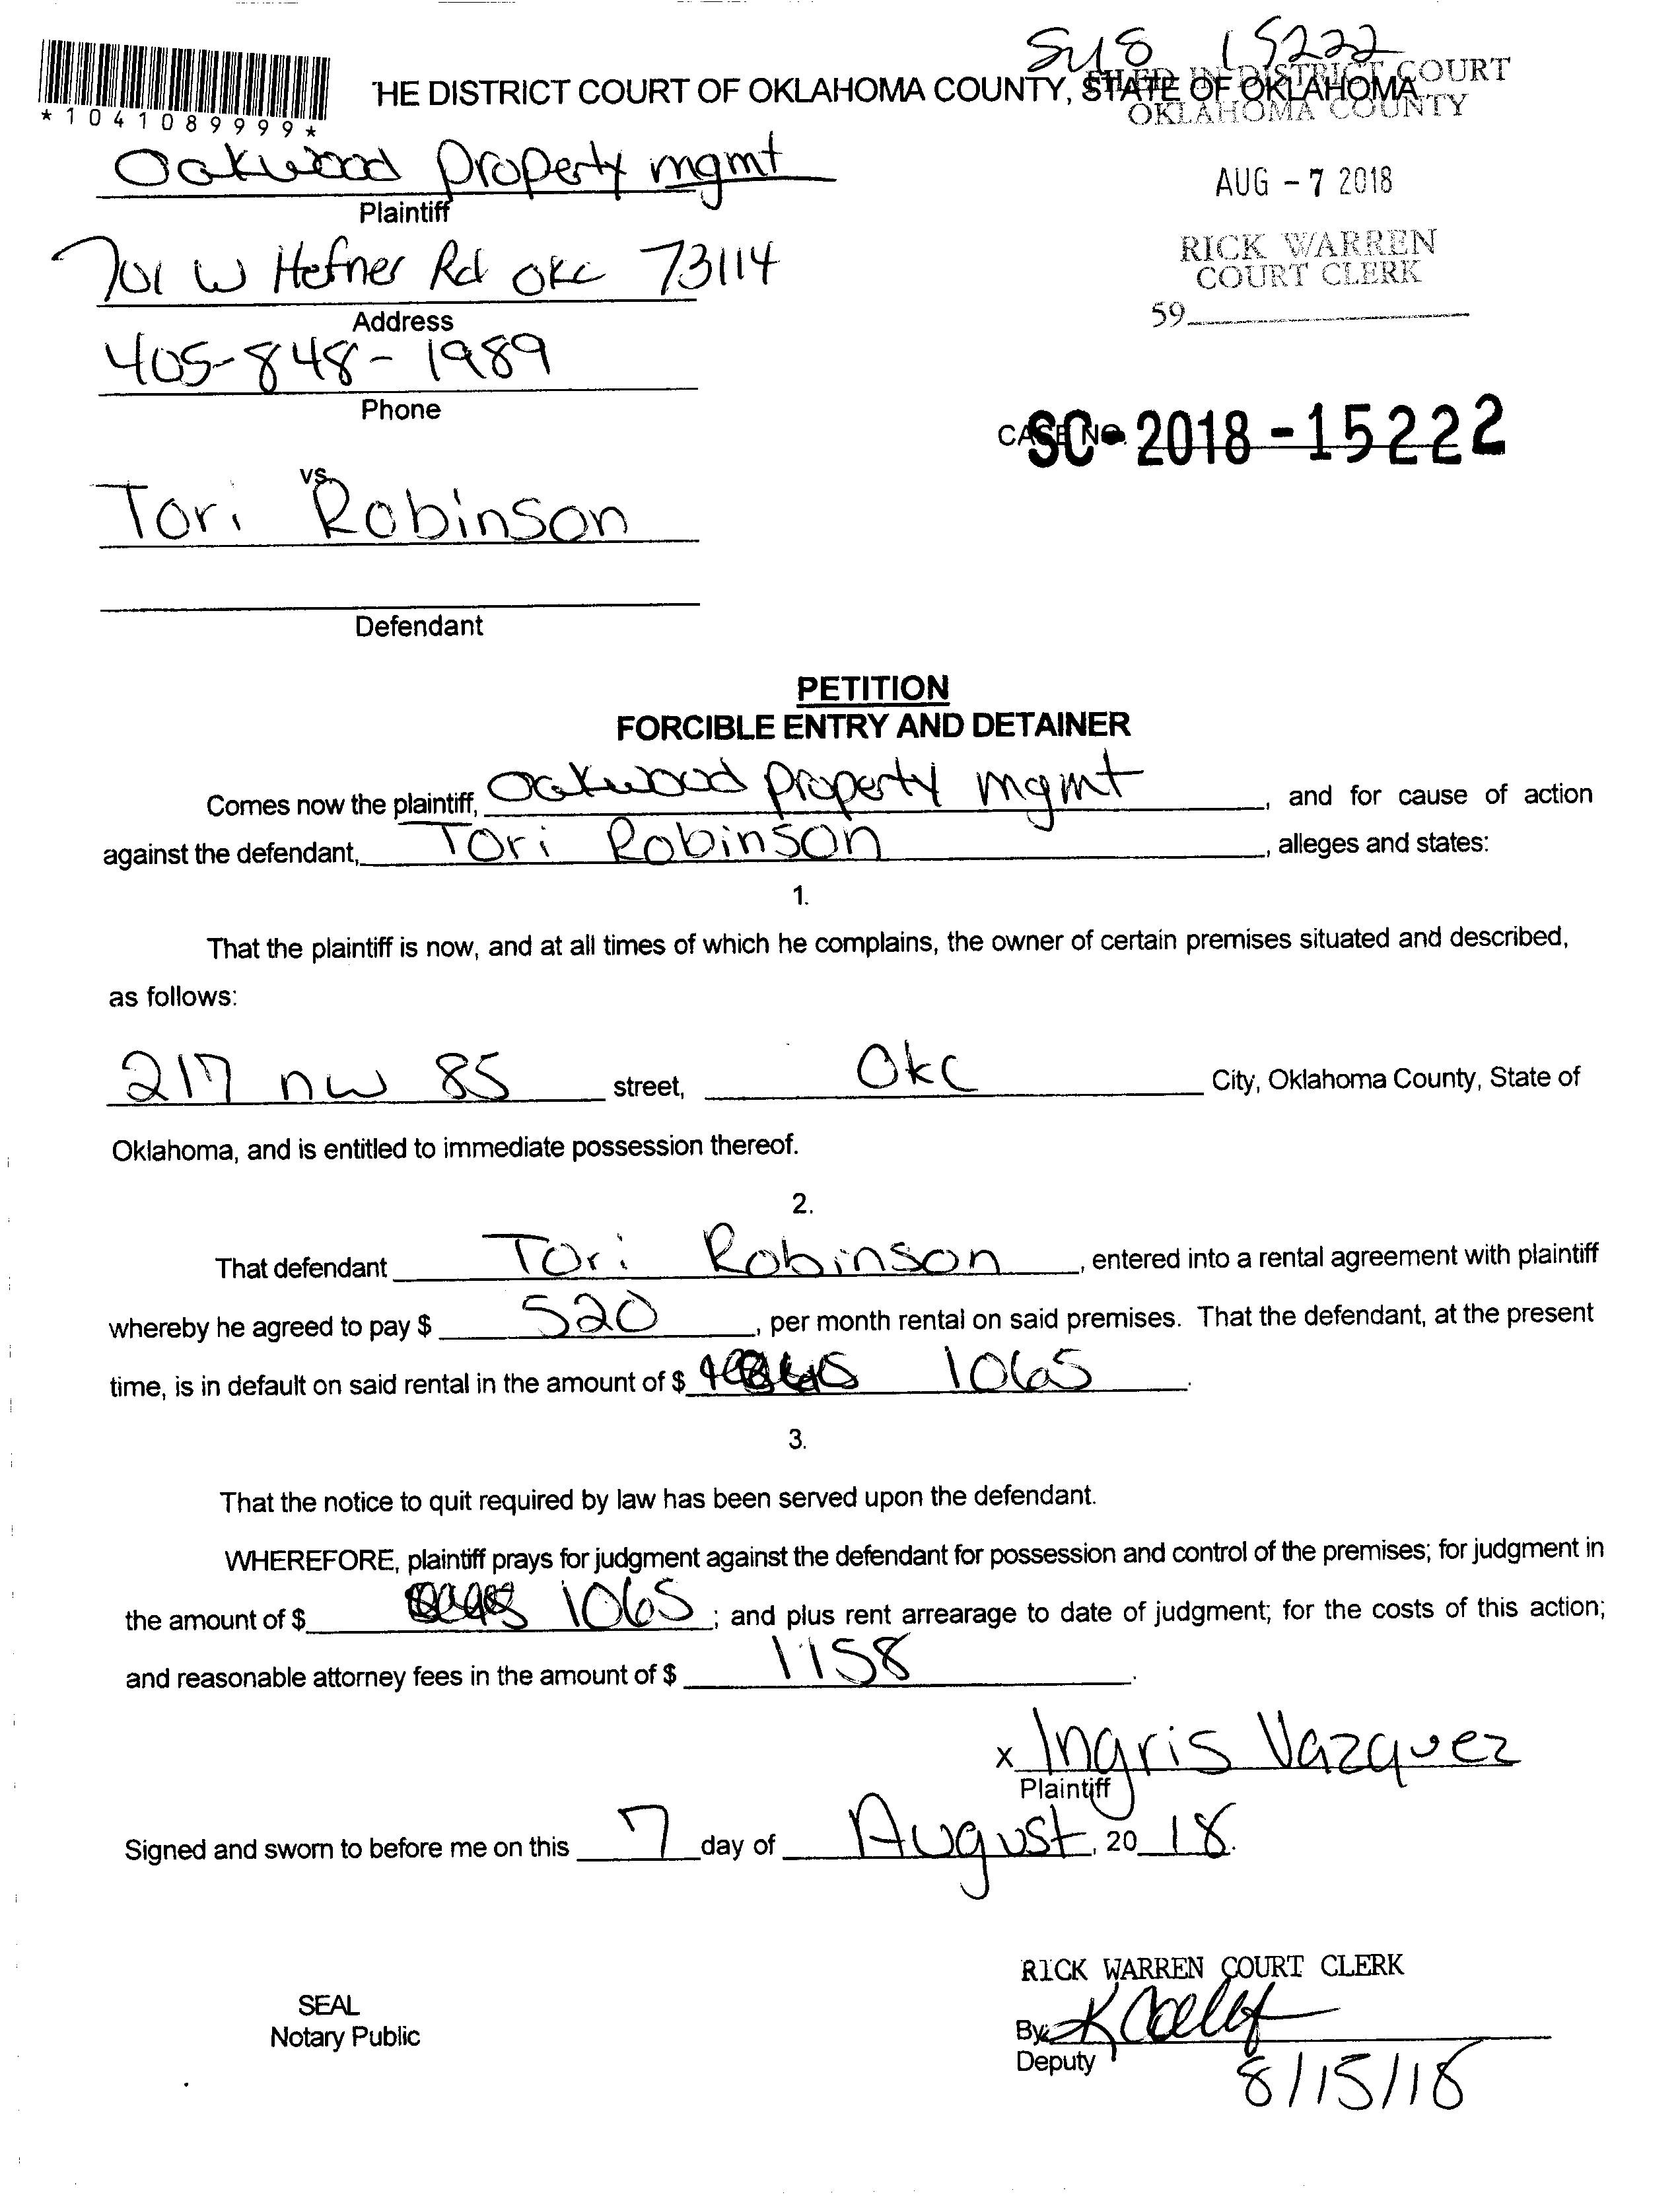 SM8 15222
THE DISTRICT COURT OF OKLAHOMA COUNTY, STATE OF OKLAHOMA
FILED IN DISTRICT COURT
OKLAHOMA COUNTY
*1041089999*
Oakwood property mgmt
Plaintiff
AUG - 7 2018
701 W Hefner Rd OKC 73114
Address
RICK WARREN
COURT CLERK
59
405-848-1989
Phone
CASE NO. SC-2018-15222
vs.
Tori Robinson
Defendant
PETITION
FORCIBLE ENTRY AND DETAINER
Comes now the plaintiff, Oakwood property mgmt, and for cause of action
against the defendant, Tori Robinson, alleges and states:
1.
That the plaintiff is now, and at all times of which he complains, the owner of certain premises situated and described,
as follows:
217 nw 85 street, Okc City, Oklahoma County, State of
Oklahoma, and is entitled to immediate possession thereof.
2.
That defendant Tori Robinson, entered into a rental agreement with plaintiff
whereby he agreed to pay $ 520, per month rental on said premises. That the defendant, at the present
time, is in default on said rental in the amount of $ 1065.
3.
That the notice to quit required by law has been served upon the defendant.
WHEREFORE, plaintiff prays for judgment against the defendant for possession and control of the premises; for judgment in
the amount of $ 1065; and plus rent arrearage to date of judgment; for the costs of this action;
and reasonable attorney fees in the amount of $ 1158.
x Ingris Vazquez
Plaintiff
Signed and sworn to before me on this 7 day of August, 20 18.
RICK WARREN COURT CLERK
SEAL
Notary Public
By:
Deputy
8/15/18